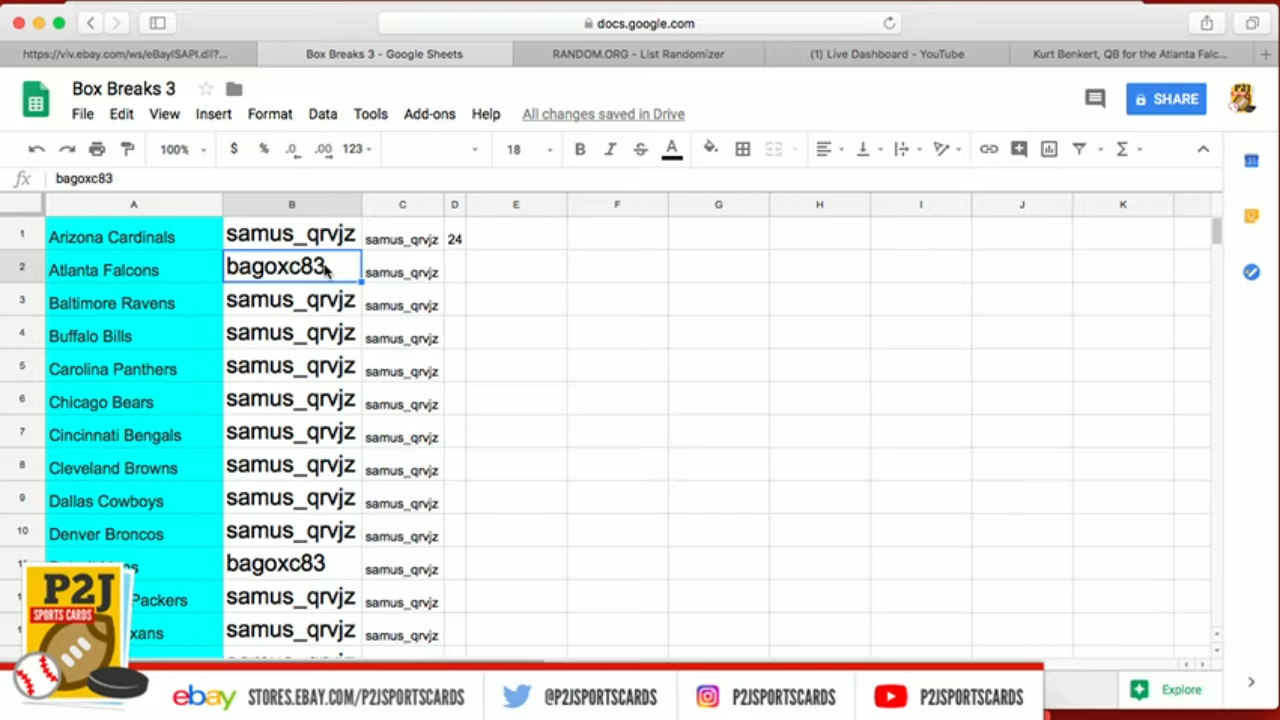 docs.google.com
https://viv.ebay.com/ws/eBayISAPI.dll?...
Box Breaks 3 - Google Sheets
RANDOM.ORG - List Randomizer
(1) Live Dashboard - YouTube
Kurt Benkert, QB for the Atlanta Falc...
Box Breaks 3
File Edit View Insert Format Data Tools Add-ons Help All changes saved in Drive
SHARE
100% $ % .0 .00 123 18 B I S A
fx bagoxc83
A B C D E F G H I J K
1 Arizona Cardinals samus_qrvjz samus_qrvjz 24
2 Atlanta Falcons bagoxc83 samus_qrvjz
3 Baltimore Ravens samus_qrvjz samus_qrvjz
4 Buffalo Bills samus_qrvjz samus_qrvjz
5 Carolina Panthers samus_qrvjz samus_qrvjz
6 Chicago Bears samus_qrvjz samus_qrvjz
7 Cincinnati Bengals samus_qrvjz samus_qrvjz
8 Cleveland Browns samus_qrvjz samus_qrvjz
9 Dallas Cowboys samus_qrvjz samus_qrvjz
10 Denver Broncos samus_qrvjz samus_qrvjz
bagoxc83 samus_qrvjz
Packers samus_qrvjz samus_qrvjz
xans samus_qrvjz samus_qrvjz
P2J
SPORTS CARDS
ebay STORES.EBAY.COM/P2JSPORTSCARDS @P2JSPORTSCARDS P2JSPORTSCARDS P2JSPORTSCARDS
Explore